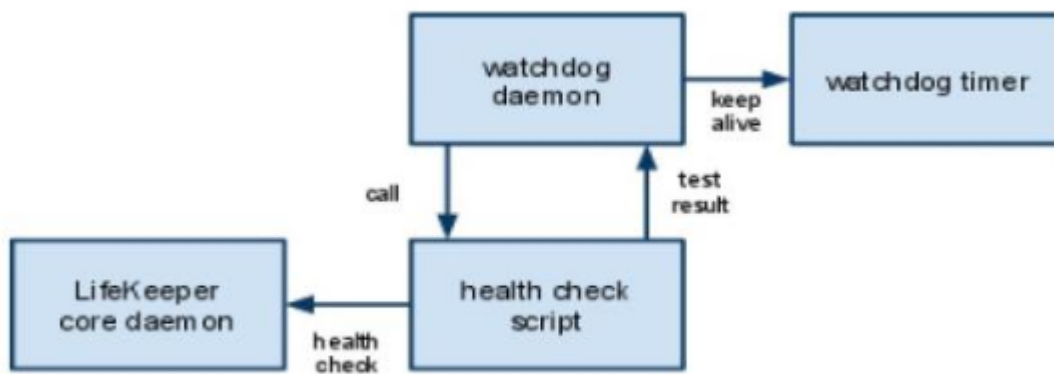 watchdog
daemon
keep
alive
watchdog timer
call
test
result
LifeKeeper
core daemon
health
check
health check
script